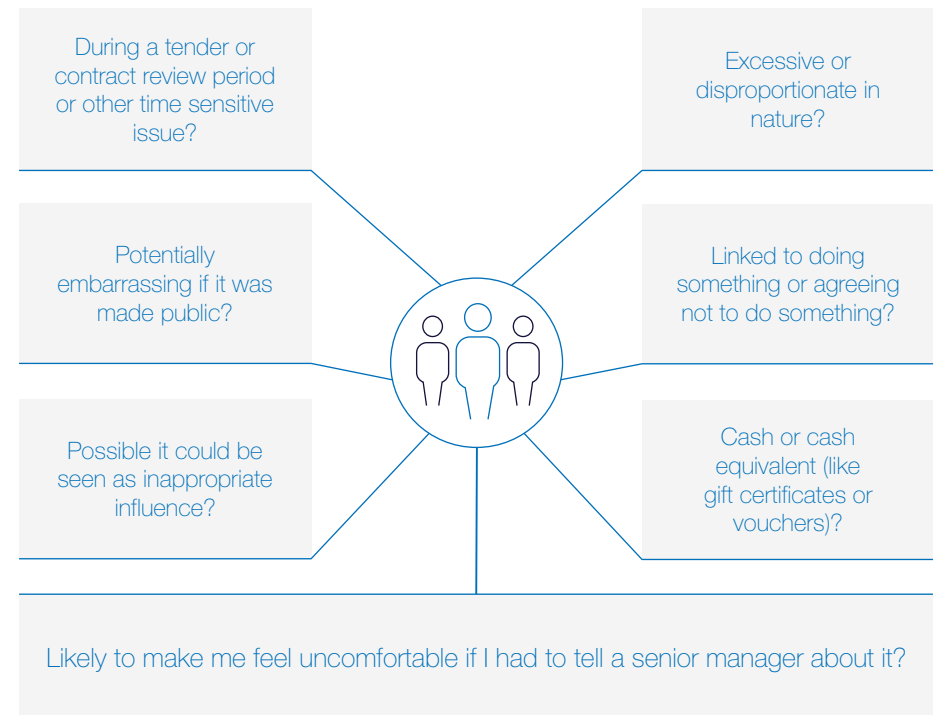 During a tender or
contract review period
or other time sensitive
issue?
Excessive or
disproportionate in
nature?
Potentially
embarrassing if it was
made public?
Linked to doing
something or agreeing
not to do something?
Possible it could be
seen as inappropriate
influence?
Cash or cash
equivalent (like
gift certificates or
vouchers)?
Likely to make me feel uncomfortable if I had to tell a senior manager about it?